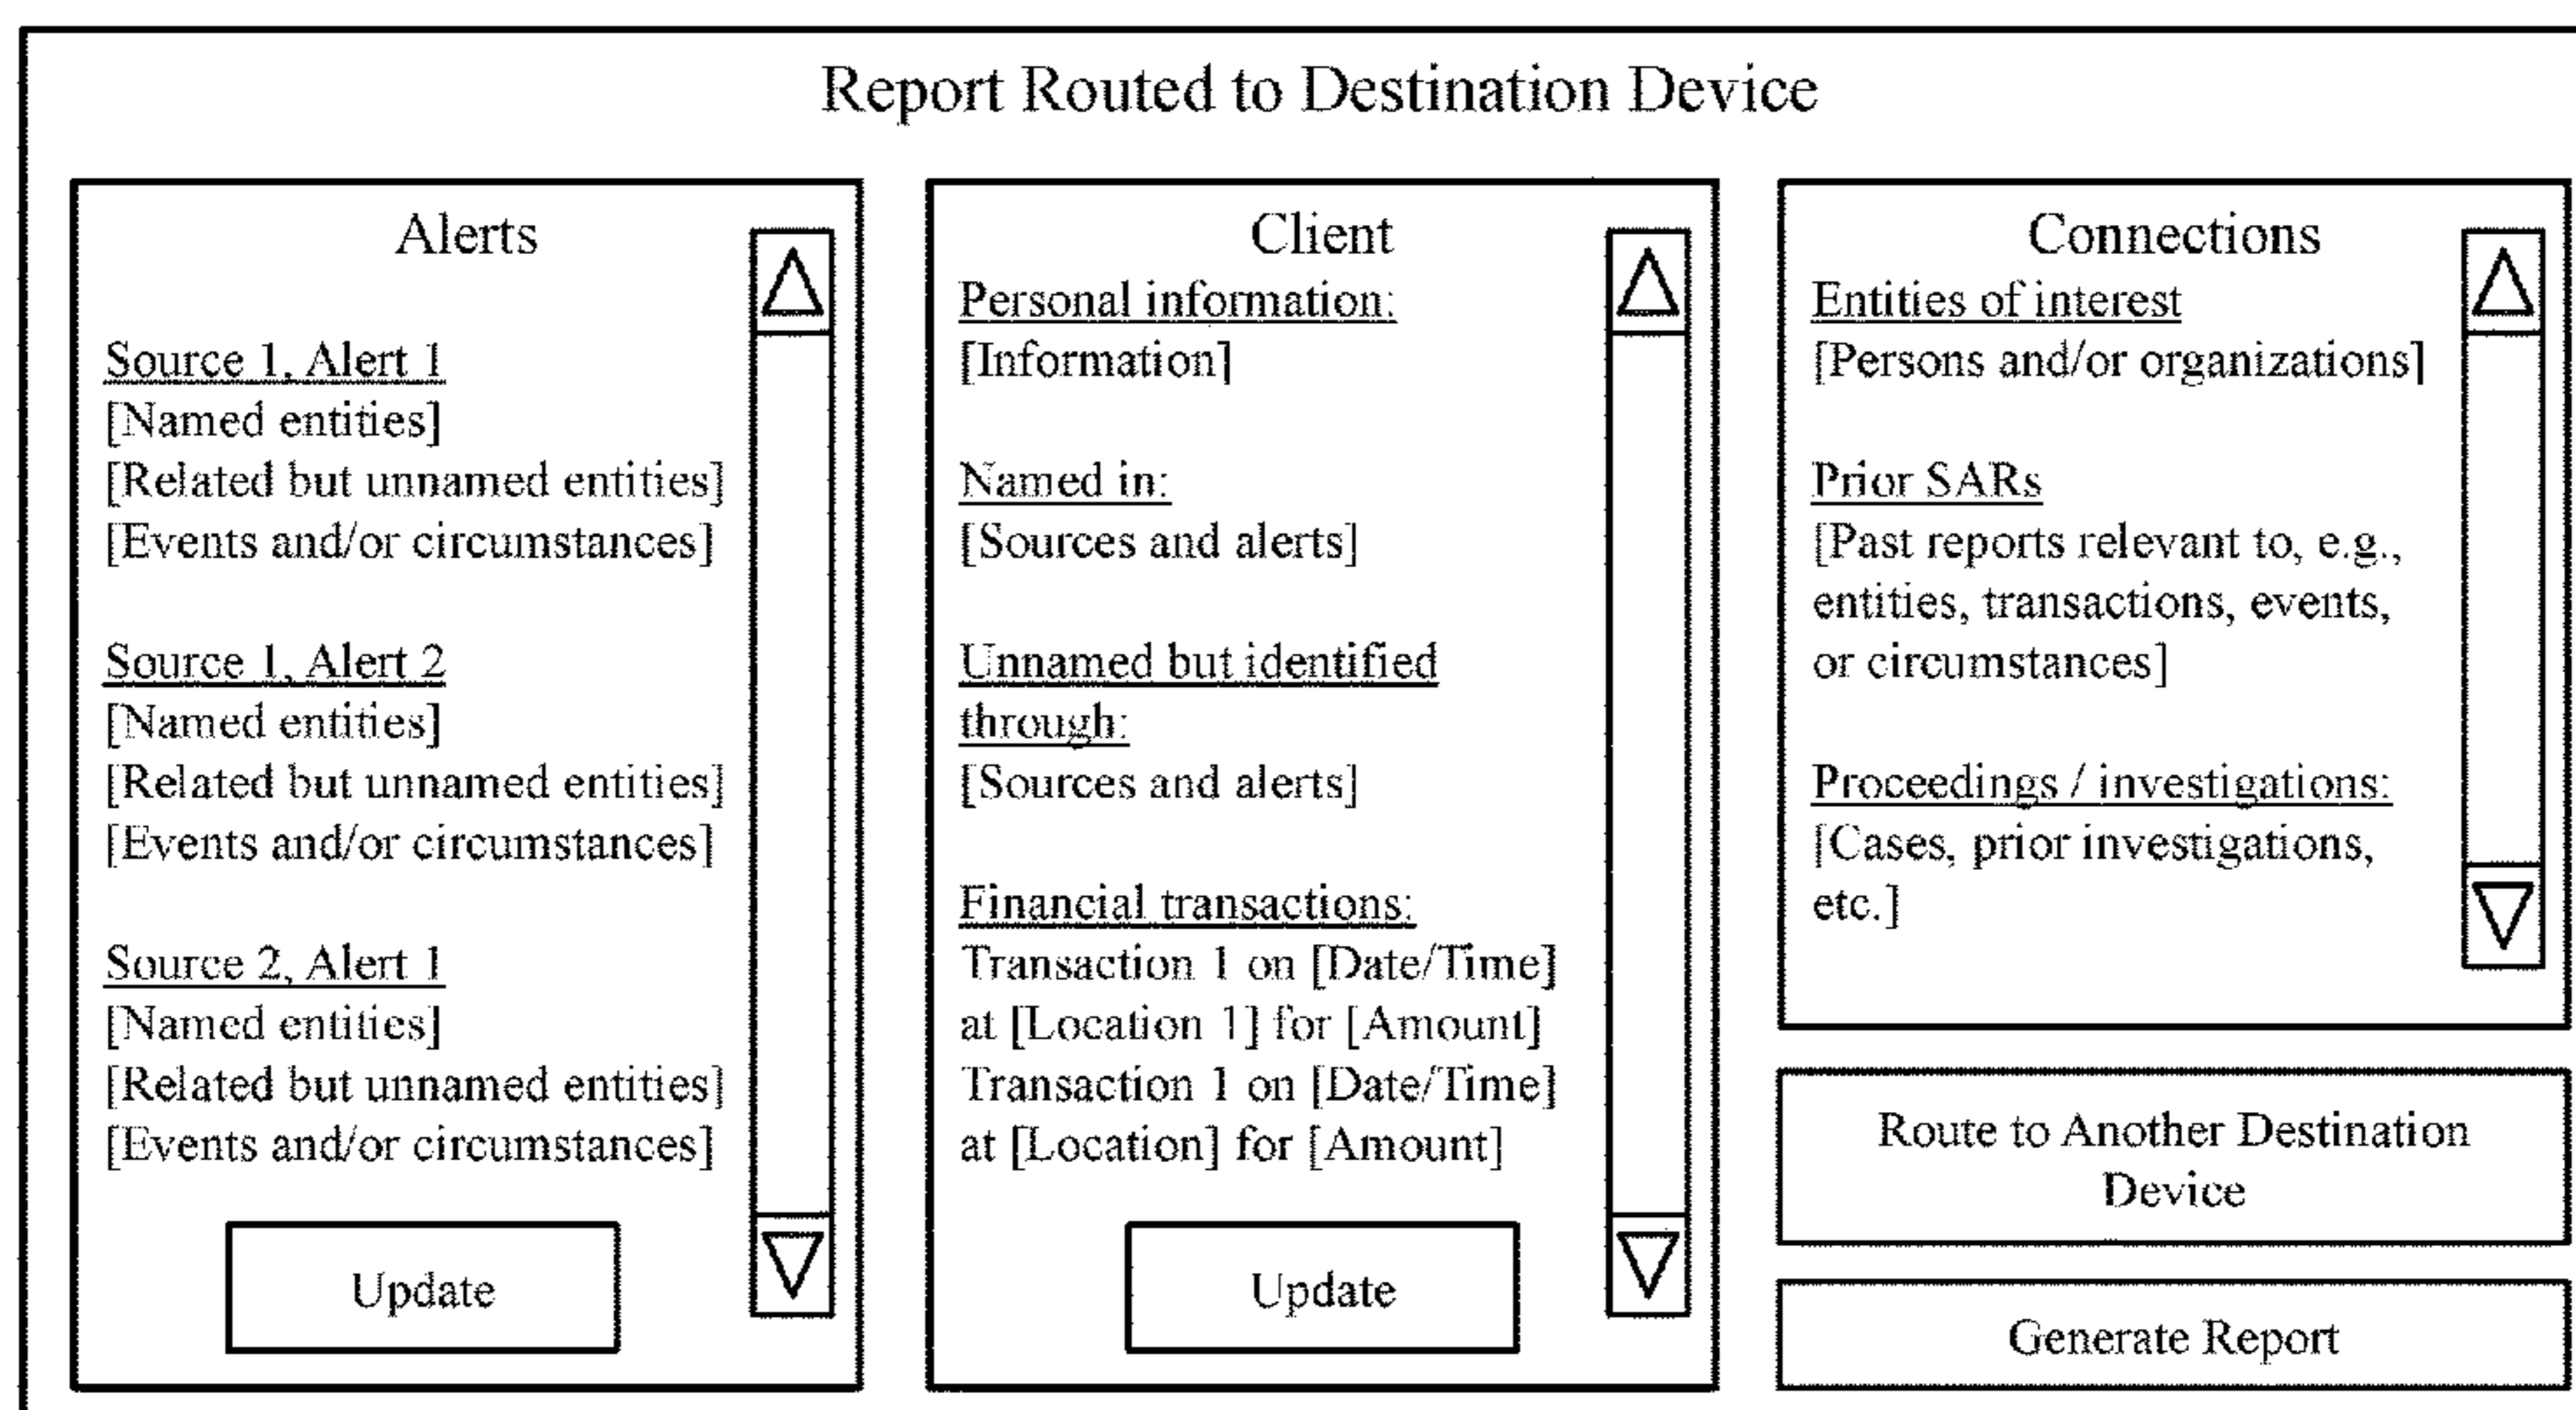 Report Routed to Destination Device
Alerts
Source 1, Alert 1
[Named entities]
[Related but unnamed entities]
[Events and/or circumstances]
Source 1, Alert 2
[Named entities]
[Related but unnamed entities]
[Events and/or circumstances]
Source 2, Alert 1
[Named entities]
[Related but unnamed entities]
[Events and/or circumstances]
Update
Client
Personal information:
[Information]
Named in:
[Sources and alerts]
Unnamed but identified
through:
[Sources and alerts]
Financial transactions:
Transaction 1 on [Date/Time]
at [Location 1] for [Amount]
Transaction 1 on [Date/Time]
at [Location] for [Amount]
Update
Connections
Entities of interest
[Persons and/or organizations]
Prior SARs
[Past reports relevant to, e.g.,
entities, transactions, events,
or circumstances]
Proceedings / investigations:
[Cases, prior investigations,
etc.]
Route to Another Destination
Device
Generate Report